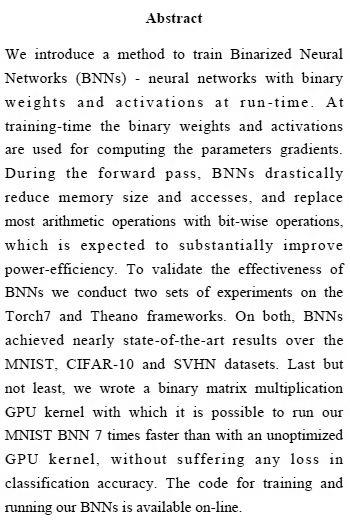 Abstract
We introduce a method to train Binarized Neural
Networks (BNNs) - neural networks with binary
weights and activations at run-time. At
training-time the binary weights and activations
are used for computing the parameters gradients.
During the forward pass, BNNs drastically
reduce memory size and accesses, and replace
most arithmetic operations with bit-wise operations,
which is expected to substantially improve
power-efficiency. To validate the effectiveness of
BNNs we conduct two sets of experiments on the
Torch7 and Theano frameworks. On both, BNNs
achieved nearly state-of-the-art results over the
MNIST, CIFAR-10 and SVHN datasets. Last but
not least, we wrote a binary matrix multiplication
GPU kernel with which it is possible to run our
MNIST BNN 7 times faster than with an unoptimized
GPU kernel, without suffering any loss in
classification accuracy. The code for training and
running our BNNs is available on-line.